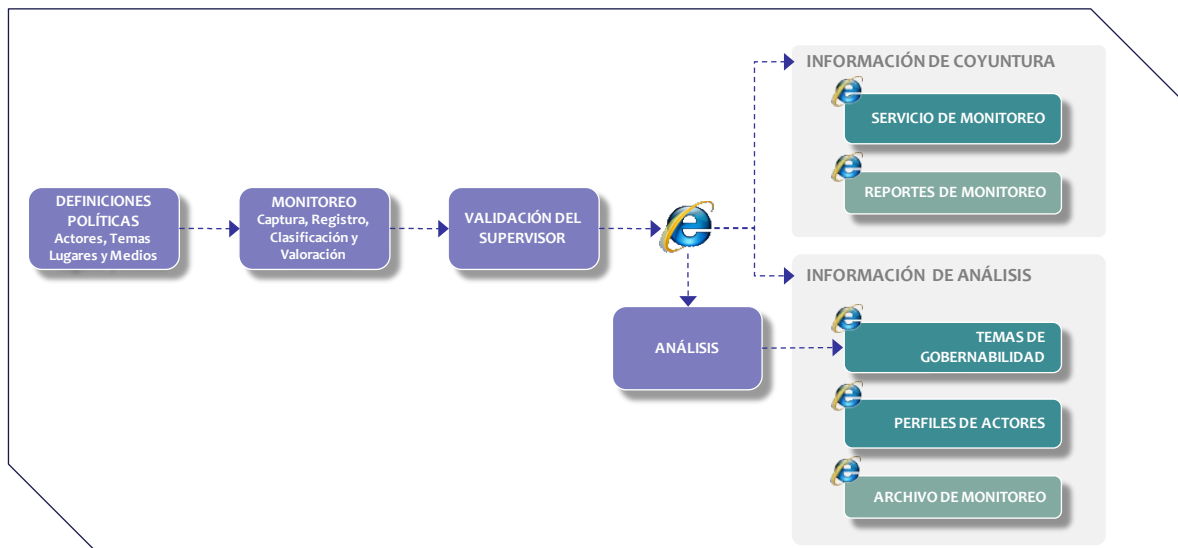 DEFINICIONES
POLÍTICAS
Actores, Temas
Lugares y Medios
MONITOREO
Captura, Registro,
Clasificación y
Valoración
VALIDACIÓN DEL
SUPERVISOR
ANÁLISIS
INFORMACIÓN DE COYUNTURA
SERVICIO DE MONITOREO
REPORTES DE MONITOREO
INFORMACIÓN DE ANÁLISIS
TEMAS DE
GOBERNABILIDAD
PERFILES DE ACTORES
ARCHIVO DE MONITOREO